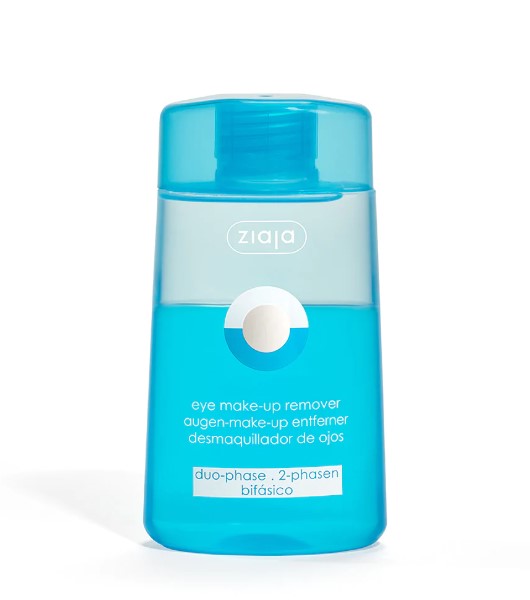 ziaja
eye make-up remover
augen-make-up entferner
desmaquillador de ojos
duo-phase . 2-phasen
bifásico